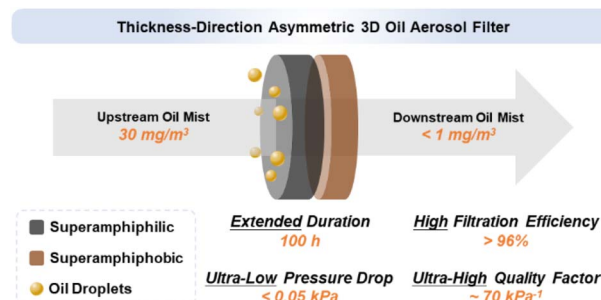 Thickness-Direction Asymmetric 3D Oil Aerosol Filter
Upstream Oil Mist
30 mg/m³
Downstream Oil Mist
< 1 mg/m³
Superamphiphilic
Superamphiphobic
Oil Droplets
Extended Duration
100 h
High Filtration Efficiency
> 96%
Ultra-Low Pressure Drop
< 0.05 kPa
Ultra-High Quality Factor
~ 70 kPa⁻¹